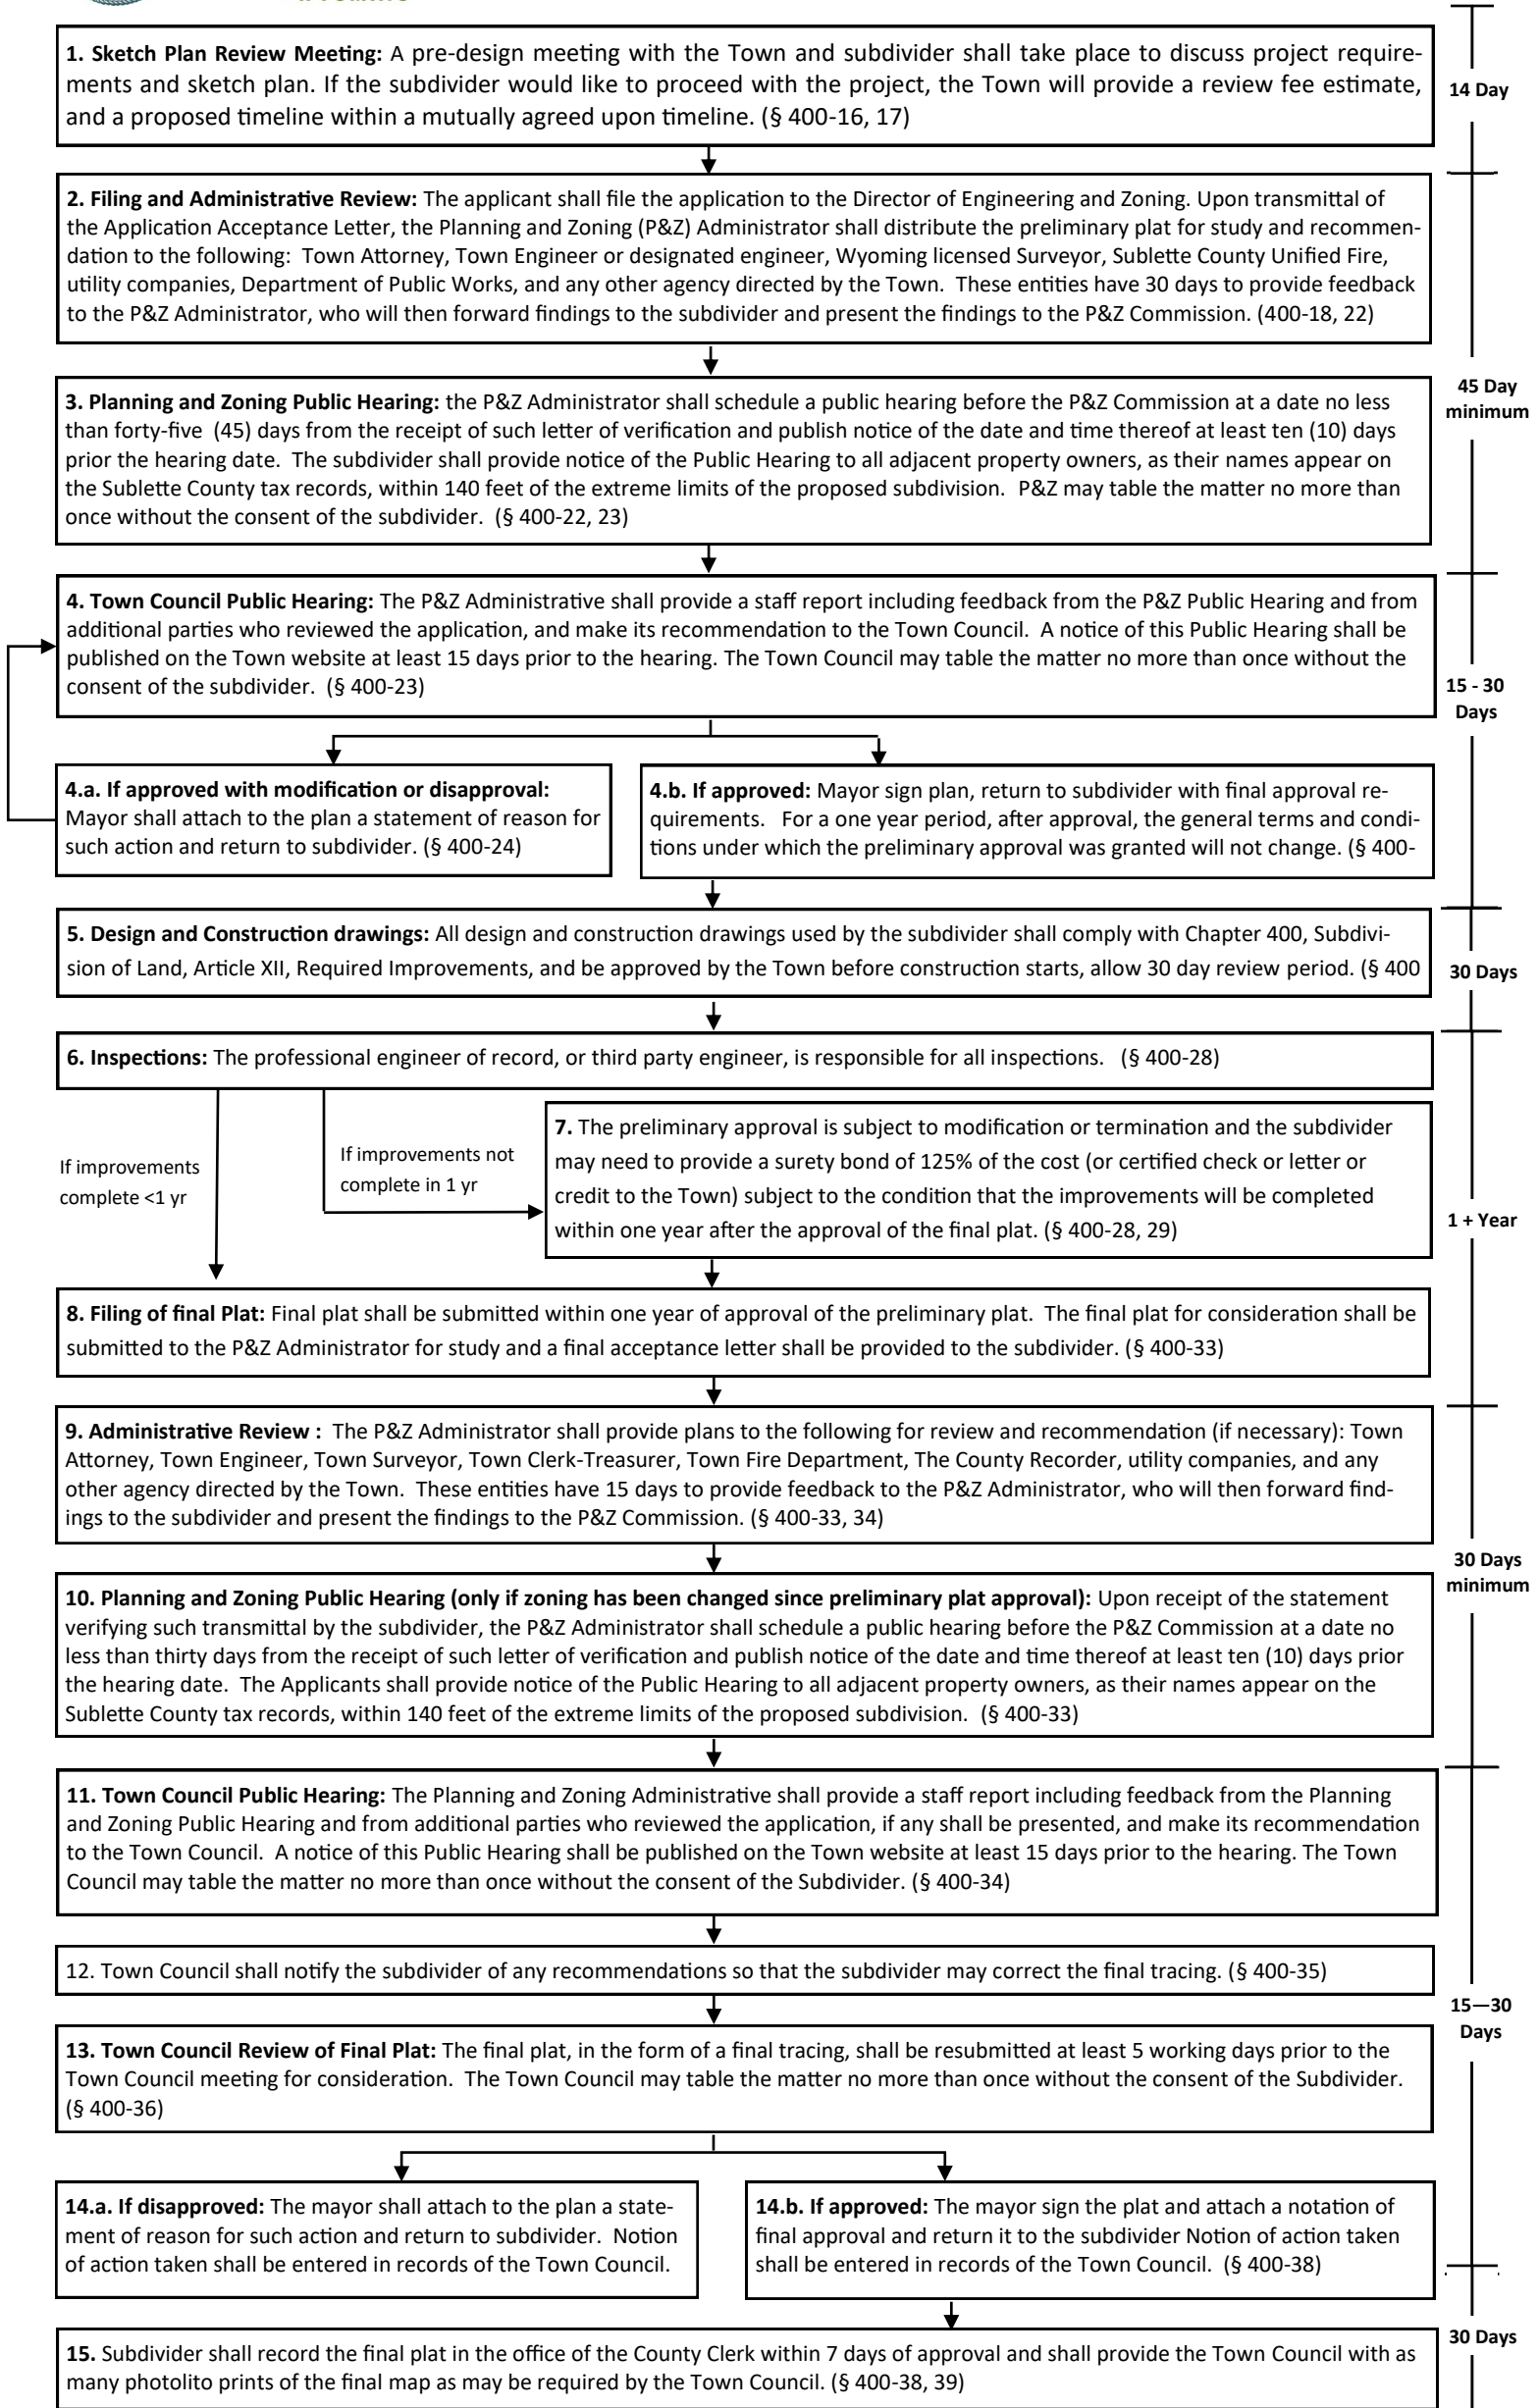 1. Sketch Plan Review Meeting: A pre-design meeting with the Town and subdivider shall take place to discuss project require-
ments and sketch plan. If the subdivider would like to proceed with the project, the Town will provide a review fee estimate,
and a proposed timeline within a mutually agreed upon timeline. (§ 400-16, 17)
14 Day
2. Filing and Administrative Review: The applicant shall file the application to the Director of Engineering and Zoning. Upon transmittal of
the Application Acceptance Letter, the Planning and Zoning (P&Z) Administrator shall distribute the preliminary plat for study and recommen-
dation to the following: Town Attorney, Town Engineer or designated engineer, Wyoming licensed Surveyor, Sublette County Unified Fire,
utility companies, Department of Public Works, and any other agency directed by the Town. These entities have 30 days to provide feedback
to the P&Z Administrator, who will then forward findings to the subdivider and present the findings to the P&Z Commission. (400-18, 22)
45 Day
minimum
3. Planning and Zoning Public Hearing: the P&Z Administrator shall schedule a public hearing before the P&Z Commission at a date no less
than forty-five (45) days from the receipt of such letter of verification and publish notice of the date and time thereof at least ten (10) days
prior the hearing date. The subdivider shall provide notice of the Public Hearing to all adjacent property owners, as their names appear on
the Sublette County tax records, within 140 feet of the extreme limits of the proposed subdivision. P&Z may table the matter no more than
once without the consent of the subdivider. (§ 400-22, 23)
4. Town Council Public Hearing: The P&Z Administrative shall provide a staff report including feedback from the P&Z Public Hearing and from
additional parties who reviewed the application, and make its recommendation to the Town Council. A notice of this Public Hearing shall be
published on the Town website at least 15 days prior to the hearing. The Town Council may table the matter no more than once without the
consent of the subdivider. (§ 400-23)
15 - 30
Days
4.a. If approved with modification or disapproval:
Mayor shall attach to the plan a statement of reason for
such action and return to subdivider. (§ 400-24)
4.b. If approved: Mayor sign plan, return to subdivider with final approval re-
quirements. For a one year period, after approval, the general terms and condi-
tions under which the preliminary approval was granted will not change. (§ 400-
5. Design and Construction drawings: All design and construction drawings used by the subdivider shall comply with Chapter 400, Subdivi-
sion of Land, Article XII, Required Improvements, and be approved by the Town before construction starts, allow 30 day review period. (§ 400
30 Days
6. Inspections: The professional engineer of record, or third party engineer, is responsible for all inspections. (§ 400-28)
If improvements
complete <1 yr
If improvements not
complete in 1 yr
7. The preliminary approval is subject to modification or termination and the subdivider
may need to provide a surety bond of 125% of the cost (or certified check or letter or
credit to the Town) subject to the condition that the improvements will be completed
within one year after the approval of the final plat. (§ 400-28, 29)
1 + Year
8. Filing of final Plat: Final plat shall be submitted within one year of approval of the preliminary plat. The final plat for consideration shall be
submitted to the P&Z Administrator for study and a final acceptance letter shall be provided to the subdivider. (§ 400-33)
9. Administrative Review : The P&Z Administrator shall provide plans to the following for review and recommendation (if necessary): Town
Attorney, Town Engineer, Town Surveyor, Town Clerk-Treasurer, Town Fire Department, The County Recorder, utility companies, and any
other agency directed by the Town. These entities have 15 days to provide feedback to the P&Z Administrator, who will then forward find-
ings to the subdivider and present the findings to the P&Z Commission. (§ 400-33, 34)
30 Days
minimum
10. Planning and Zoning Public Hearing (only if zoning has been changed since preliminary plat approval): Upon receipt of the statement
verifying such transmittal by the subdivider, the P&Z Administrator shall schedule a public hearing before the P&Z Commission at a date no
less than thirty days from the receipt of such letter of verification and publish notice of the date and time thereof at least ten (10) days prior
the hearing date. The Applicants shall provide notice of the Public Hearing to all adjacent property owners, as their names appear on the
Sublette County tax records, within 140 feet of the extreme limits of the proposed subdivision. (§ 400-33)
11. Town Council Public Hearing: The Planning and Zoning Administrative shall provide a staff report including feedback from the Planning
and Zoning Public Hearing and from additional parties who reviewed the application, if any shall be presented, and make its recommendation
to the Town Council. A notice of this Public Hearing shall be published on the Town website at least 15 days prior to the hearing. The Town
Council may table the matter no more than once without the consent of the Subdivider. (§ 400-34)
12. Town Council shall notify the subdivider of any recommendations so that the subdivider may correct the final tracing. (§ 400-35)
15—30
Days
13. Town Council Review of Final Plat: The final plat, in the form of a final tracing, shall be resubmitted at least 5 working days prior to the
Town Council meeting for consideration. The Town Council may table the matter no more than once without the consent of the Subdivider.
(§ 400-36)
14.a. If disapproved: The mayor shall attach to the plan a state-
ment of reason for such action and return to subdivider. Notion
of action taken shall be entered in records of the Town Council.
14.b. If approved: The mayor sign the plat and attach a notation of
final approval and return it to the subdivider Notion of action taken
shall be entered in records of the Town Council. (§ 400-38)
30 Days
15. Subdivider shall record the final plat in the office of the County Clerk within 7 days of approval and shall provide the Town Council with as
many photolito prints of the final map as may be required by the Town Council. (§ 400-38, 39)